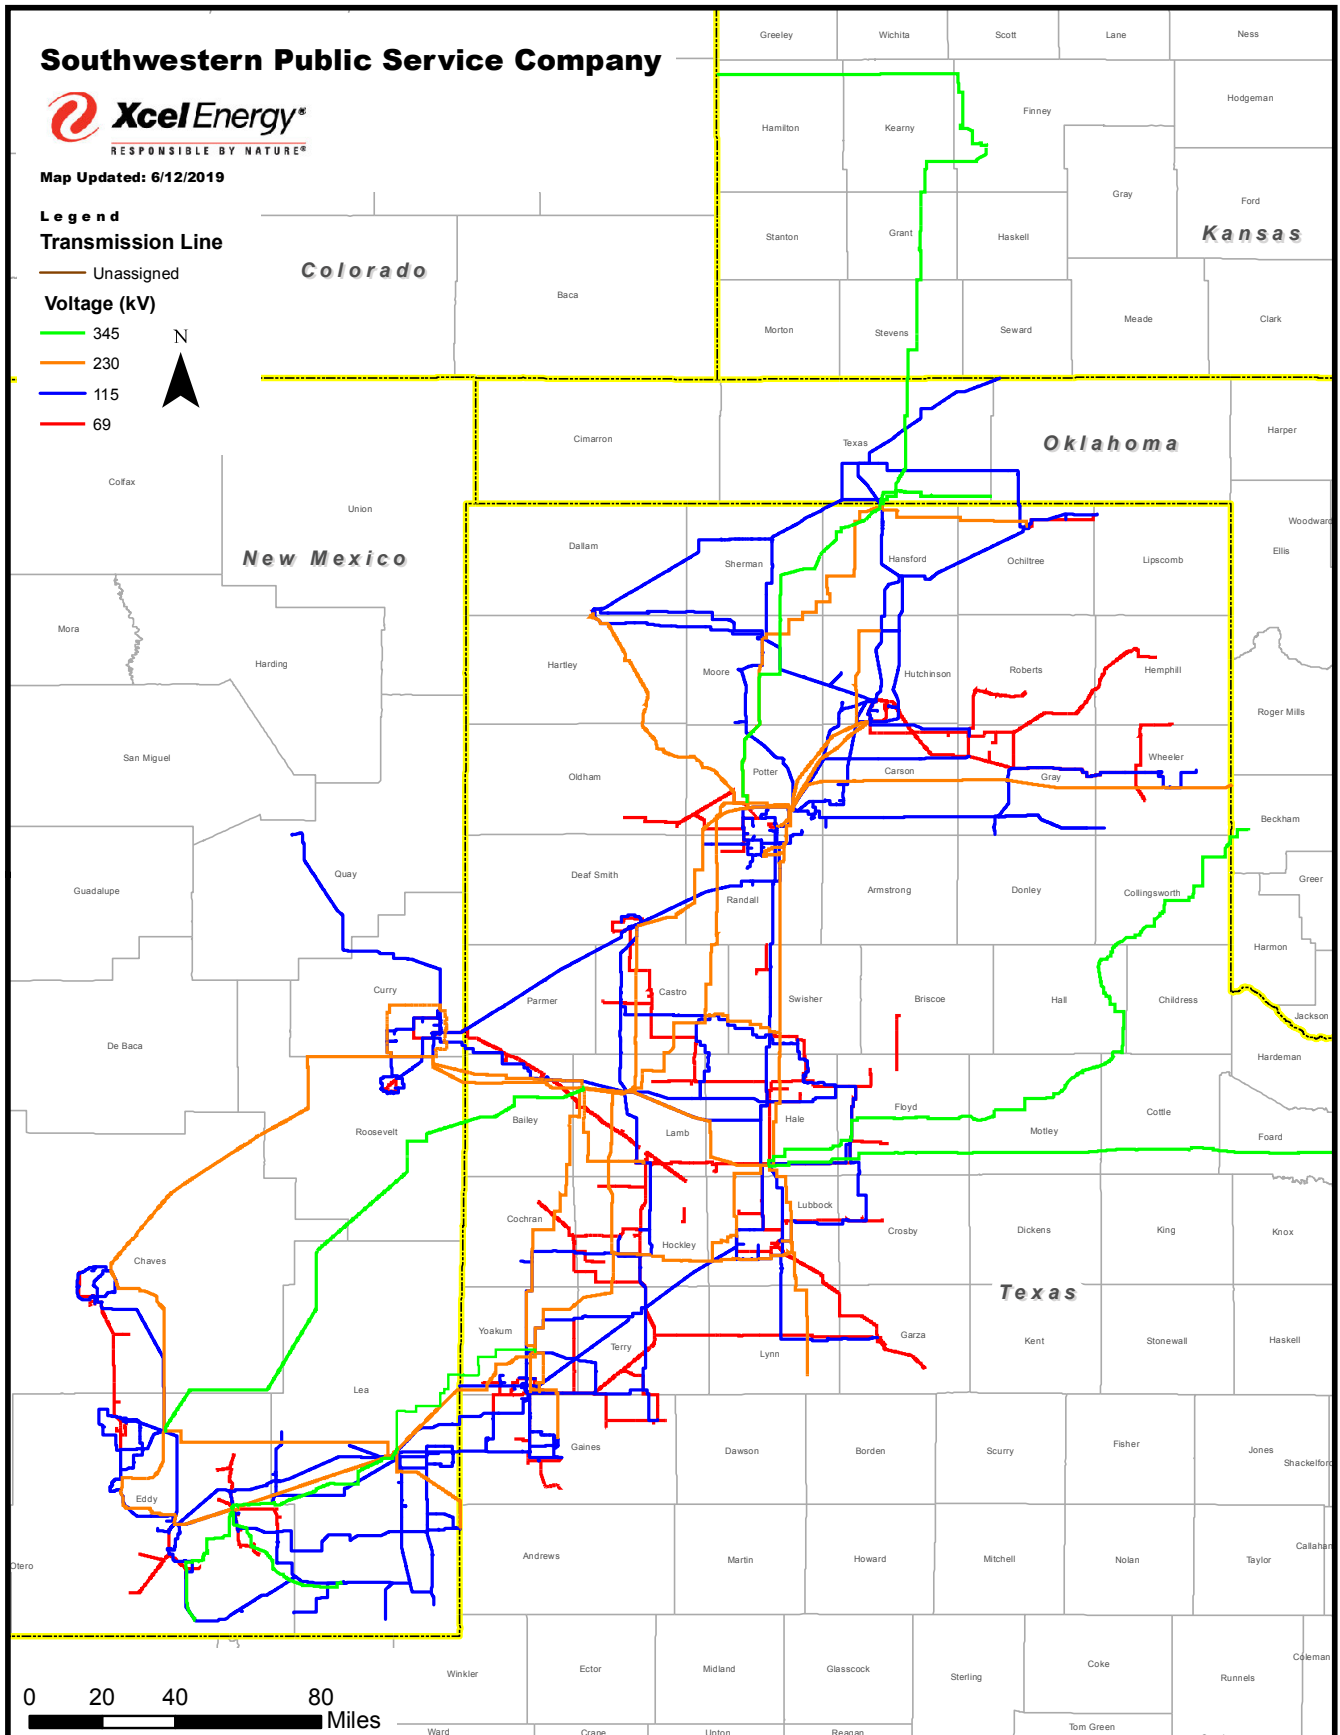 Southwestern Public Service Company
Xcel Energy®
RESPONSIBLE BY NATURE®
Map Updated: 6/12/2019
Legend
Transmission Line
Unassigned
Voltage (kV)
345
230
115
69
N
Greeley Wichita Scott Lane Ness
Hamilton Kearny Finney Hodgeman
Gray Ford
Stanton Grant Haskell
Kansas
Colorado
Baca
Morton Stevens Seward Meade Clark
Cimarron Texas Oklahoma Harper
Colfax Union
New Mexico
Woodward
Dallam Sherman Hansford Ochiltree Lipscomb Ellis
Mora Harding
Hartley Moore Hutchinson Roberts Hemphill
Roger Mills
San Miguel
Oldham Potter Carson Gray Wheeler
Beckham
Guadalupe Quay
Deaf Smith Randall Armstrong Donley Collingsworth Greer
Harmon
Curry Parmer Castro Swisher Briscoe Hall Childress
Jackson
De Baca
Hardeman
Roosevelt Bailey Lamb Hale Floyd Motley Cottle Foard
Cochran Hockley Lubbock Crosby Dickens King Knox
Chaves
Texas
Yoakum Terry Lynn Garza Kent Stonewall Haskell
Lea
Gaines Dawson Borden Scurry Fisher Jones
Shackelford
Eddy
Otero Andrews Martin Howard Mitchell Nolan Taylor
Callahan
Winkler Ector Midland Glasscock Sterling Coke Runnels
Coleman
0 20 40 80
Miles
Ward Crane Upton Reagan Tom Green